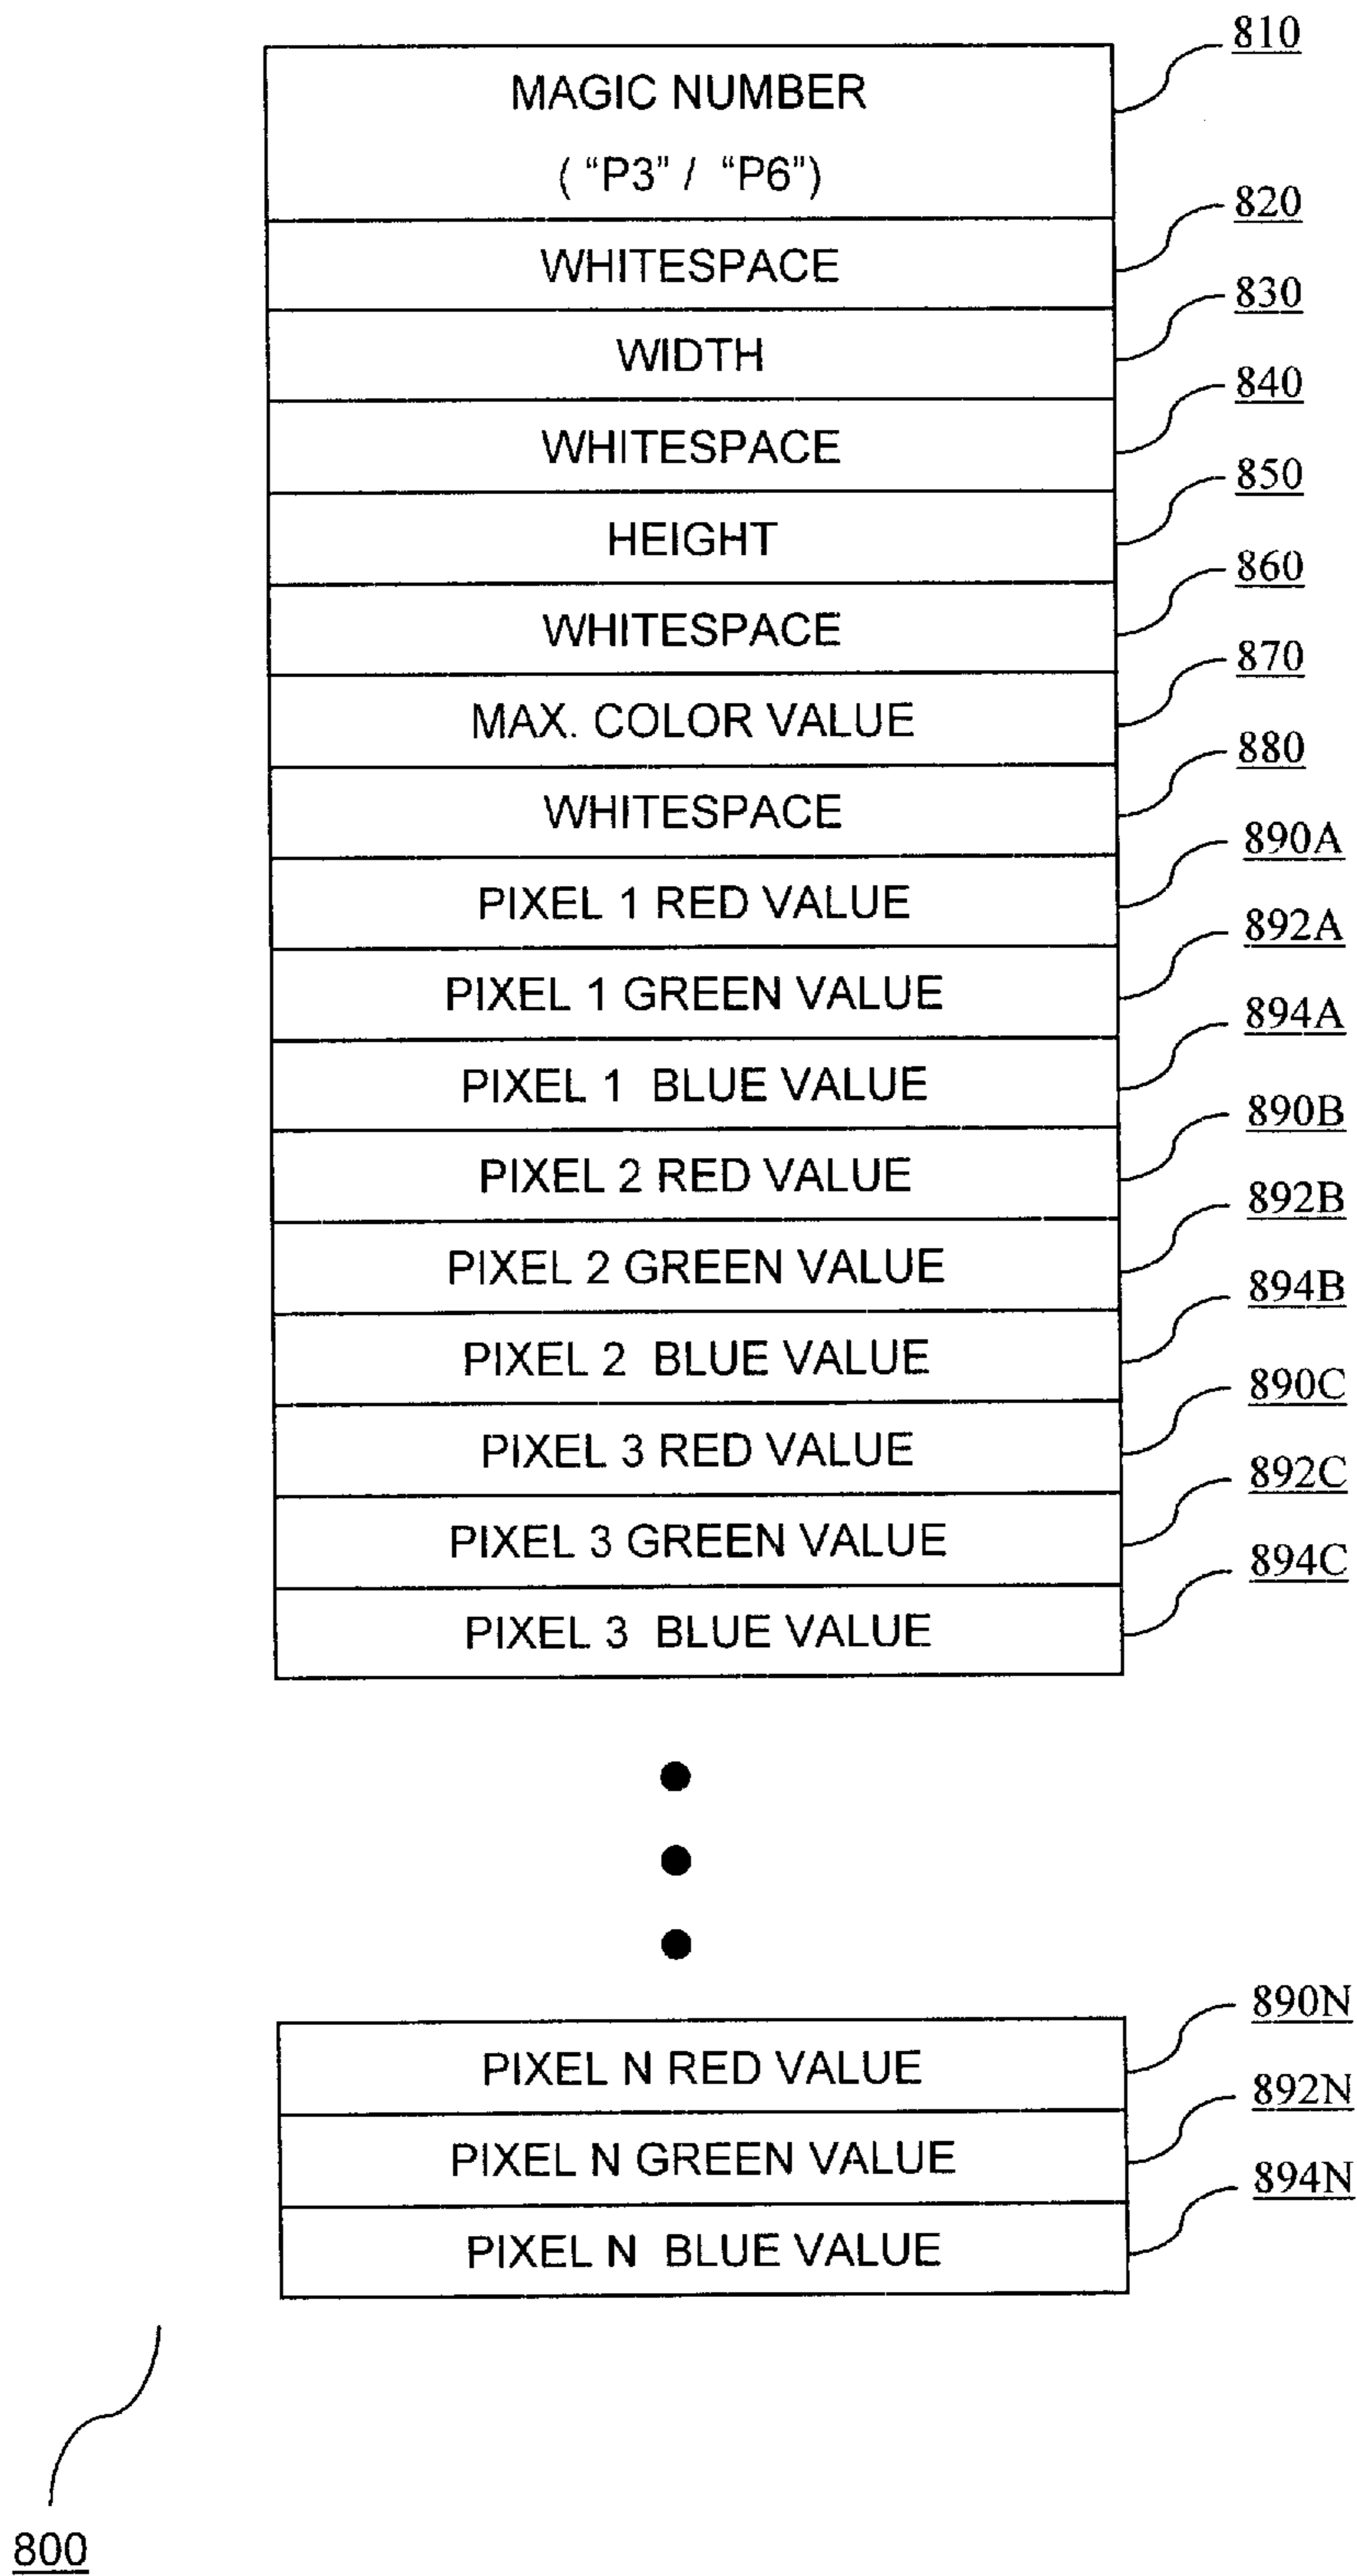 810
MAGIC NUMBER
( “P3” / “P6”)
820
WHITESPACE
830
WIDTH
840
WHITESPACE
850
HEIGHT
860
WHITESPACE
870
MAX. COLOR VALUE
880
WHITESPACE
890A
PIXEL 1 RED VALUE
892A
PIXEL 1 GREEN VALUE
894A
PIXEL 1 BLUE VALUE
890B
PIXEL 2 RED VALUE
892B
PIXEL 2 GREEN VALUE
894B
PIXEL 2 BLUE VALUE
890C
PIXEL 3 RED VALUE
892C
PIXEL 3 GREEN VALUE
894C
PIXEL 3 BLUE VALUE
890N
PIXEL N RED VALUE
892N
PIXEL N GREEN VALUE
894N
PIXEL N BLUE VALUE
800